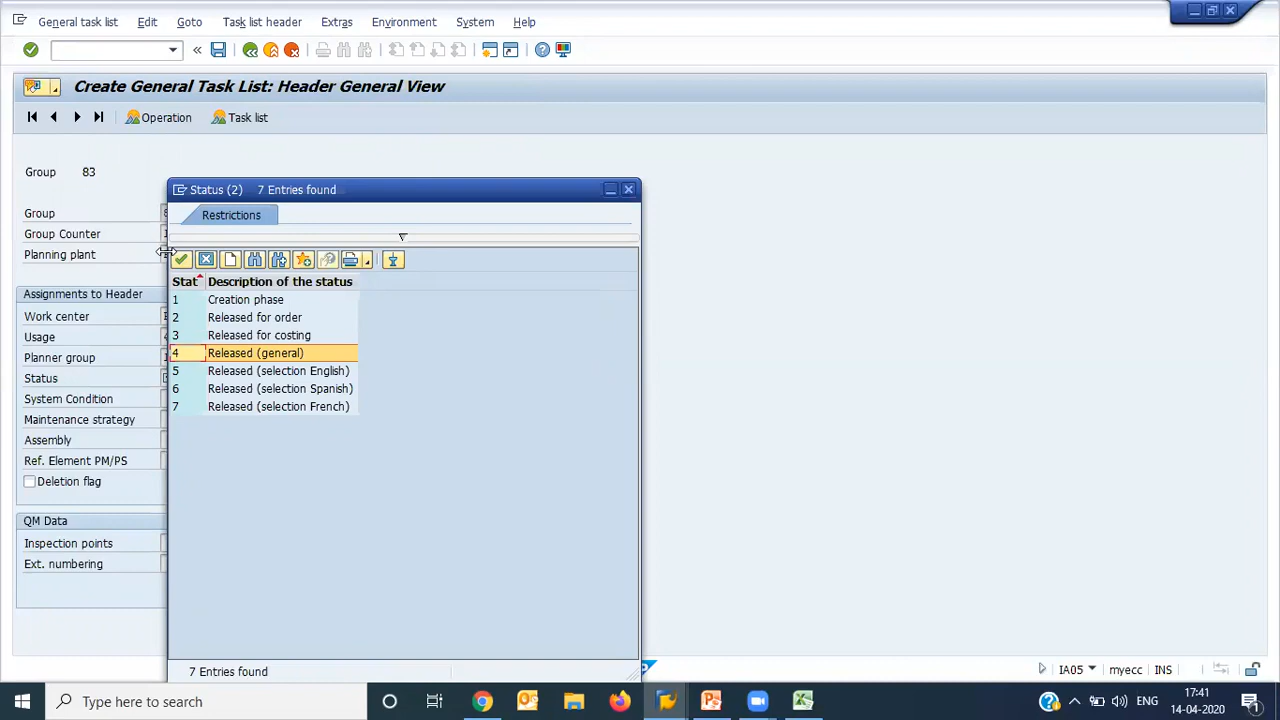 General task list Edit Goto Task list header Extras Environment System Help
Create General Task List: Header General View
Operation Task list
Group 83
Group
Group Counter
Planning plant
Assignments to Header
Work center
Usage
Planner group
Status
System Condition
Maintenance strategy
Assembly
Ref. Element PM/PS
Deletion flag
QM Data
Inspection points
Ext. numbering
Status (2) 7 Entries found
Restrictions
Stat Description of the status
1 Creation phase
2 Released for order
3 Released for costing
4 Released (general)
5 Released (selection English)
6 Released (selection Spanish)
7 Released (selection French)
7 Entries found
IA05 myecc INS
Type here to search
ENG
17:41
14-04-2020